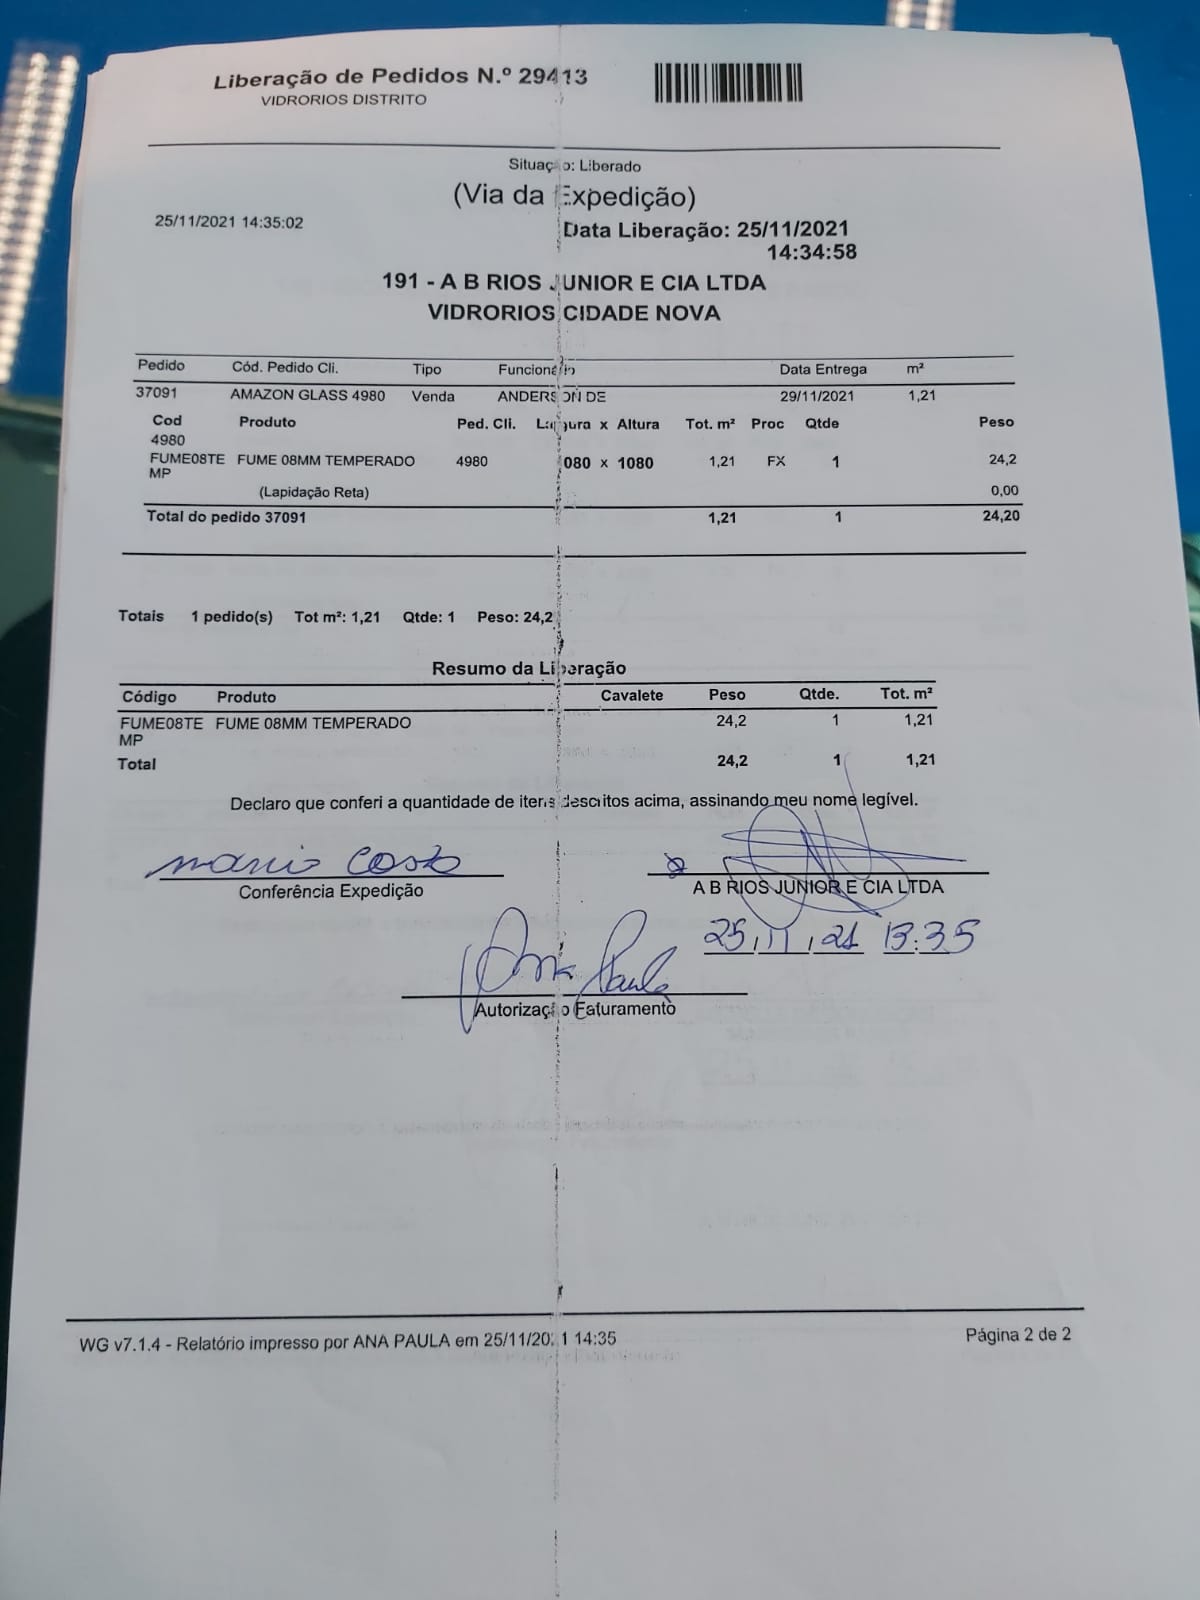 Liberação de Pedidos N.º 29413
VIDRORIOS DISTRITO
Situação: Liberado
(Via da Expedição)
25/11/2021 14:35:02
Data Liberação: 25/11/2021
14:34:58
191 - A B RIOS JUNIOR E CIA LTDA
VIDRORIOS CIDADE NOVA
Pedido Cód. Pedido Cli. Tipo Funcionário Data Entrega m²
37091 AMAZON GLASS 4980 Venda ANDERSON DE 29/11/2021 1,21
Cod Produto Ped. Cli. Largura x Altura Tot. m² Proc Qtde Peso
4980
FUME08TE FUME 08MM TEMPERADO 4980 080 x 1080 1,21 FX 1 24,2
MP
(Lapidação Reta) 0,00
Total do pedido 37091 1,21 1 24,20
Totais 1 pedido(s) Tot m²: 1,21 Qtde: 1 Peso: 24,2
Resumo da Liberação
Código Produto Cavalete Peso Qtde. Tot. m²
FUME08TE FUME 08MM TEMPERADO 24,2 1 1,21
MP
Total 24,2 1 1,21
Declaro que conferi a quantidade de itens descritos acima, assinando meu nome legível.
mario Costa
Conferência Expedição
A B RIOS JUNIOR E CIA LTDA
25/11/21 13:35
Ana Paula
Autorização Faturamento
WG v7.1.4 - Relatório impresso por ANA PAULA em 25/11/2021 14:35
Página 2 de 2